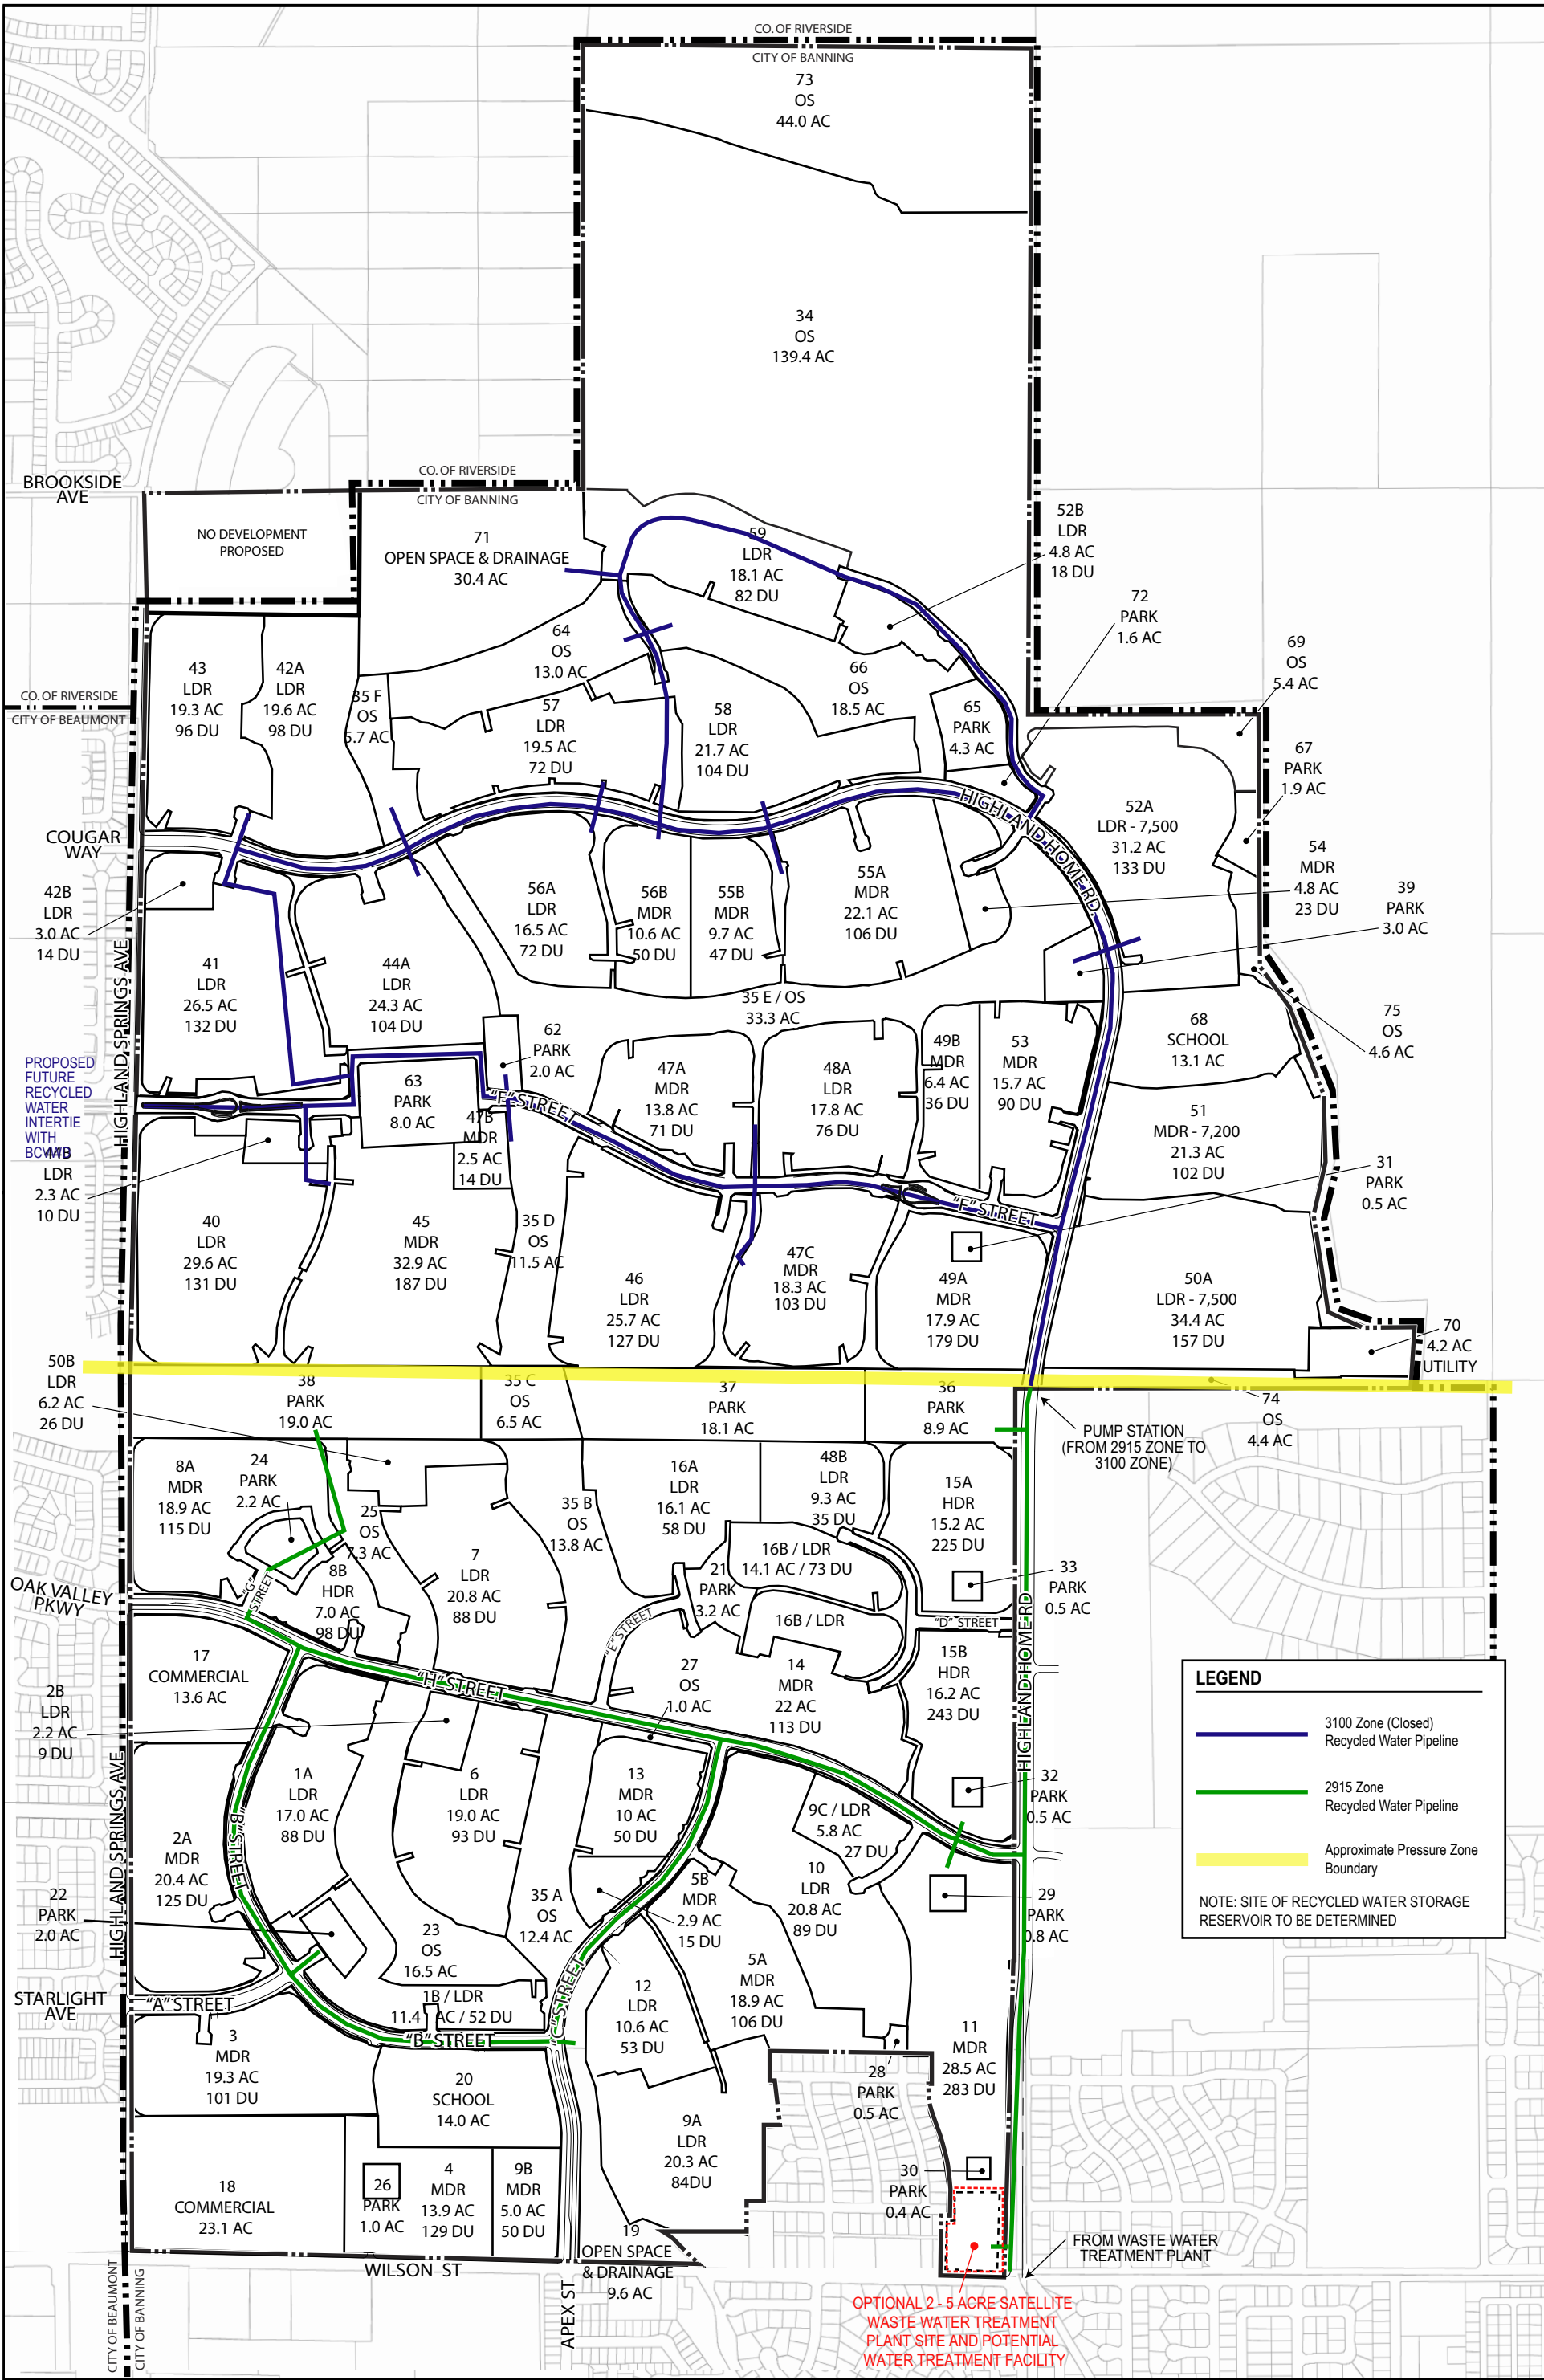 CO. OF RIVERSIDE
CITY OF BANNING
73
OS
44.0 AC
34
OS
139.4 AC
BROOKSIDE
AVE
CO. OF RIVERSIDE
CITY OF BANNING
NO DEVELOPMENT
PROPOSED
71
OPEN SPACE & DRAINAGE
30.4 AC
59
LDR
18.1 AC
82 DU
52B
LDR
4.8 AC
18 DU
72
PARK
1.6 AC
69
OS
5.4 AC
64
OS
13.0 AC
43
LDR
19.3 AC
96 DU
42A
LDR
19.6 AC
98 DU
35 F
OS
5.7 AC
CO. OF RIVERSIDE
CITY OF BEAUMONT
57
LDR
19.5 AC
72 DU
58
LDR
21.7 AC
104 DU
66
OS
18.5 AC
65
PARK
4.3 AC
67
PARK
1.9 AC
52A
LDR - 7,500
31.2 AC
133 DU
HIGHLAND HOME RD.
COUGAR
WAY
42B
LDR
3.0 AC
14 DU
54
MDR
4.8 AC
23 DU
39
PARK
3.0 AC
56A
LDR
16.5 AC
72 DU
56B
MDR
10.6 AC
50 DU
55B
MDR
9.7 AC
47 DU
55A
MDR
22.1 AC
106 DU
41
LDR
26.5 AC
132 DU
44A
LDR
24.3 AC
104 DU
35 E / OS
33.3 AC
HIGHLAND SPRINGS AVE
62
PARK
2.0 AC
47A
MDR
13.8 AC
71 DU
48A
LDR
17.8 AC
76 DU
49B
MDR
6.4 AC
36 DU
53
MDR
15.7 AC
90 DU
68
SCHOOL
13.1 AC
75
OS
4.6 AC
PROPOSED
FUTURE
RECYCLED
WATER
INTERTIE
WITH
44B
LDR
2.3 AC
10 DU
63
PARK
8.0 AC
"F" STREET
47B
MDR
2.5 AC
14 DU
51
MDR - 7,200
21.3 AC
102 DU
31
PARK
0.5 AC
"F" STREET
40
LDR
29.6 AC
131 DU
45
MDR
32.9 AC
187 DU
35 D
OS
11.5 AC
46
LDR
25.7 AC
127 DU
47C
MDR
18.3 AC
103 DU
49A
MDR
17.9 AC
179 DU
50A
LDR - 7,500
34.4 AC
157 DU
70
4.2 AC
UTILITY
50B
LDR
6.2 AC
26 DU
38
PARK
19.0 AC
35 C
OS
6.5 AC
37
PARK
18.1 AC
36
PARK
8.9 AC
74
OS
4.4 AC
PUMP STATION
(FROM 2915 ZONE TO
3100 ZONE)
8A
MDR
18.9 AC
115 DU
24
PARK
2.2 AC
25
OS
7.3 AC
7
LDR
20.8 AC
88 DU
35 B
OS
13.8 AC
16A
LDR
16.1 AC
58 DU
48B
LDR
9.3 AC
35 DU
15A
HDR
15.2 AC
225 DU
16B / LDR
14.1 AC / 73 DU
21
PARK
3.2 AC
16B / LDR
33
PARK
0.5 AC
"D" STREET
OAK VALLEY
PKWY
"G"
STREET
8B
HDR
7.0 AC
98 DU
"E" STREET
HIGHLAND HOME RD
17
COMMERCIAL
13.6 AC
"H" STREET
27
OS
1.0 AC
14
MDR
22 AC
113 DU
15B
HDR
16.2 AC
243 DU
2B
LDR
2.2 AC
9 DU
LEGEND
3100 Zone (Closed)
Recycled Water Pipeline
2915 Zone
Recycled Water Pipeline
Approximate Pressure Zone
Boundary
NOTE: SITE OF RECYCLED WATER STORAGE
RESERVOIR TO BE DETERMINED
HIGHLAND SPRINGS AVE
1A
LDR
17.0 AC
88 DU
6
LDR
19.0 AC
93 DU
13
MDR
10 AC
50 DU
32
PARK
0.5 AC
9C / LDR
5.8 AC
27 DU
"B" STREET
2A
MDR
20.4 AC
125 DU
22
PARK
2.0 AC
10
LDR
20.8 AC
89 DU
5B
MDR
2.9 AC
15 DU
35 A
OS
12.4 AC
29
PARK
0.8 AC
23
OS
16.5 AC
5A
MDR
18.9 AC
106 DU
12
LDR
10.6 AC
53 DU
STARLIGHT
AVE
"A" STREET
1B / LDR
11.4 AC / 52 DU
"B" STREET
"C" STREET
3
MDR
19.3 AC
101 DU
11
MDR
28.5 AC
283 DU
20
SCHOOL
14.0 AC
28
PARK
0.5 AC
9A
LDR
20.3 AC
84DU
18
COMMERCIAL
23.1 AC
26
PARK
1.0 AC
4
MDR
13.9 AC
129 DU
9B
MDR
5.0 AC
50 DU
30
PARK
0.4 AC
19
OPEN SPACE
& DRAINAGE
9.6 AC
WILSON ST
APEX ST
FROM WASTE WATER
TREATMENT PLANT
CITY OF BEAUMONT
CITY OF BANNING
OPTIONAL 2 - 5 ACRE SATELLITE
WASTE WATER TREATMENT
PLANT SITE AND POTENTIAL
WATER TREATMENT FACILITY